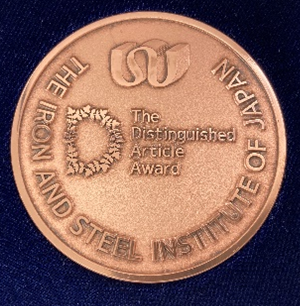 THE IRON AND STEEL INSTITUTE OF JAPAN
The
Distinguished
Article
Award